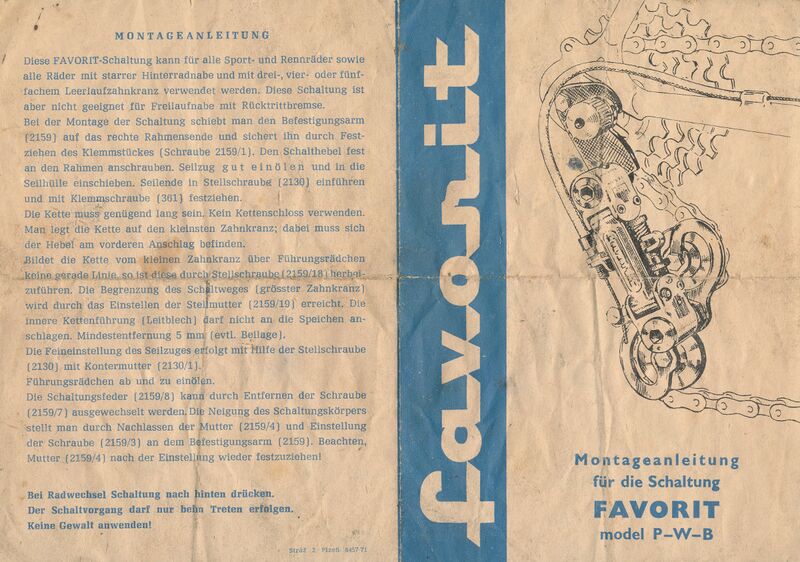 MONTAGEANLEITUNG
Diese FAVORIT-Schaltung kann für alle Sport- und Rennräder sowie
alle Räder mit starrer Hinterradnabe und mit drei-, vier- oder fünf-
fachem Leerlaufzahnkranz verwendet werden. Diese Schaltung ist
aber nicht geeignet für Freilaufnabe mit Rücktrittbremse.
Bei der Montage der Schaltung schiebt man den Befestigungsarm
(2159) auf das rechte Rahmensende und sichert ihn durch Fest-
ziehen des Klemmstückes (Schraube 2159/1). Den Schalthebel fest
an den Rahmen anschrauben. Seilzug gut einölen und in die
Seilhülle einschieben. Seilende in Stellschraube (2130) einführen
und mit Klemmschraube (361) festziehen.
Die Kette muss genügend lang sein. Kein Kettenschloss verwenden.
Man legt die Kette auf den kleinsten Zahnkranz; dabei muss sich
der Hebel am vorderen Anschlag befinden.
Bildet die Kette vom kleinen Zahnkranz über Führungsrädchen
keine gerade Linie, so ist diese durch Stellschraube (2159/18) herbei-
zuführen. Die Begrenzung des Schaltweges (grösster Zahnkranz)
wird durch das Einstellen der Stellmutter (2159/19) erreicht. Die
innere Kettenführung (Leitblech) darf nicht an die Speichen an-
schlagen. Mindestentfernung 5 mm (evtl. Beilage).
Die Feineinstellung des Seilzuges erfolgt mit Hilfe der Stellschraube
(2130) mit Kontermutter (2130/1).
Führungsrädchen ab und zu einölen.
Die Schaltungsfeder (2159/8) kann durch Entfernen der Schraube
(2159/7) ausgewechselt werden. Die Neigung des Schaltungskörpers
stellt man durch Nachlassen der Mutter (2159/4) und Einstellung
der Schraube (2159/3) an dem Befestigungsarm (2159). Beachten,
Mutter (2159/4) nach der Einstellung wieder festzuziehen!
Bei Radwechsel Schaltung nach hinten drücken.
Der Schaltvorgang darf nur behn Treten erfolgen.
Keine Gewalt anwenden!
Stráž 2 Plzeň 8457-71
favorit
Montageanleitung
für die Schaltung
FAVORIT
model P-W-B